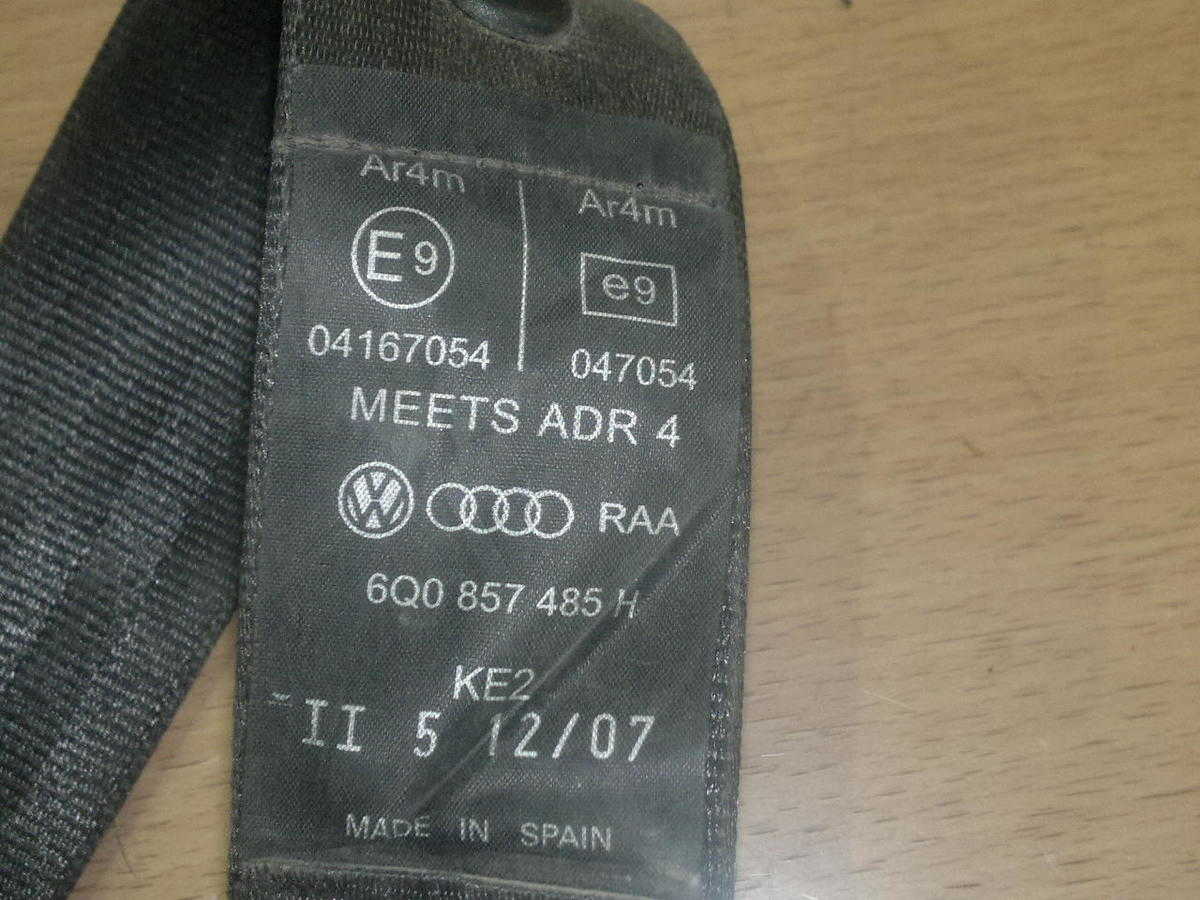 Ar4m
E9
04167054
Ar4m
e9
047054
MEETS ADR 4
RAA
6Q0 857 485 H
KE2
II 5 12/07
MADE IN SPAIN